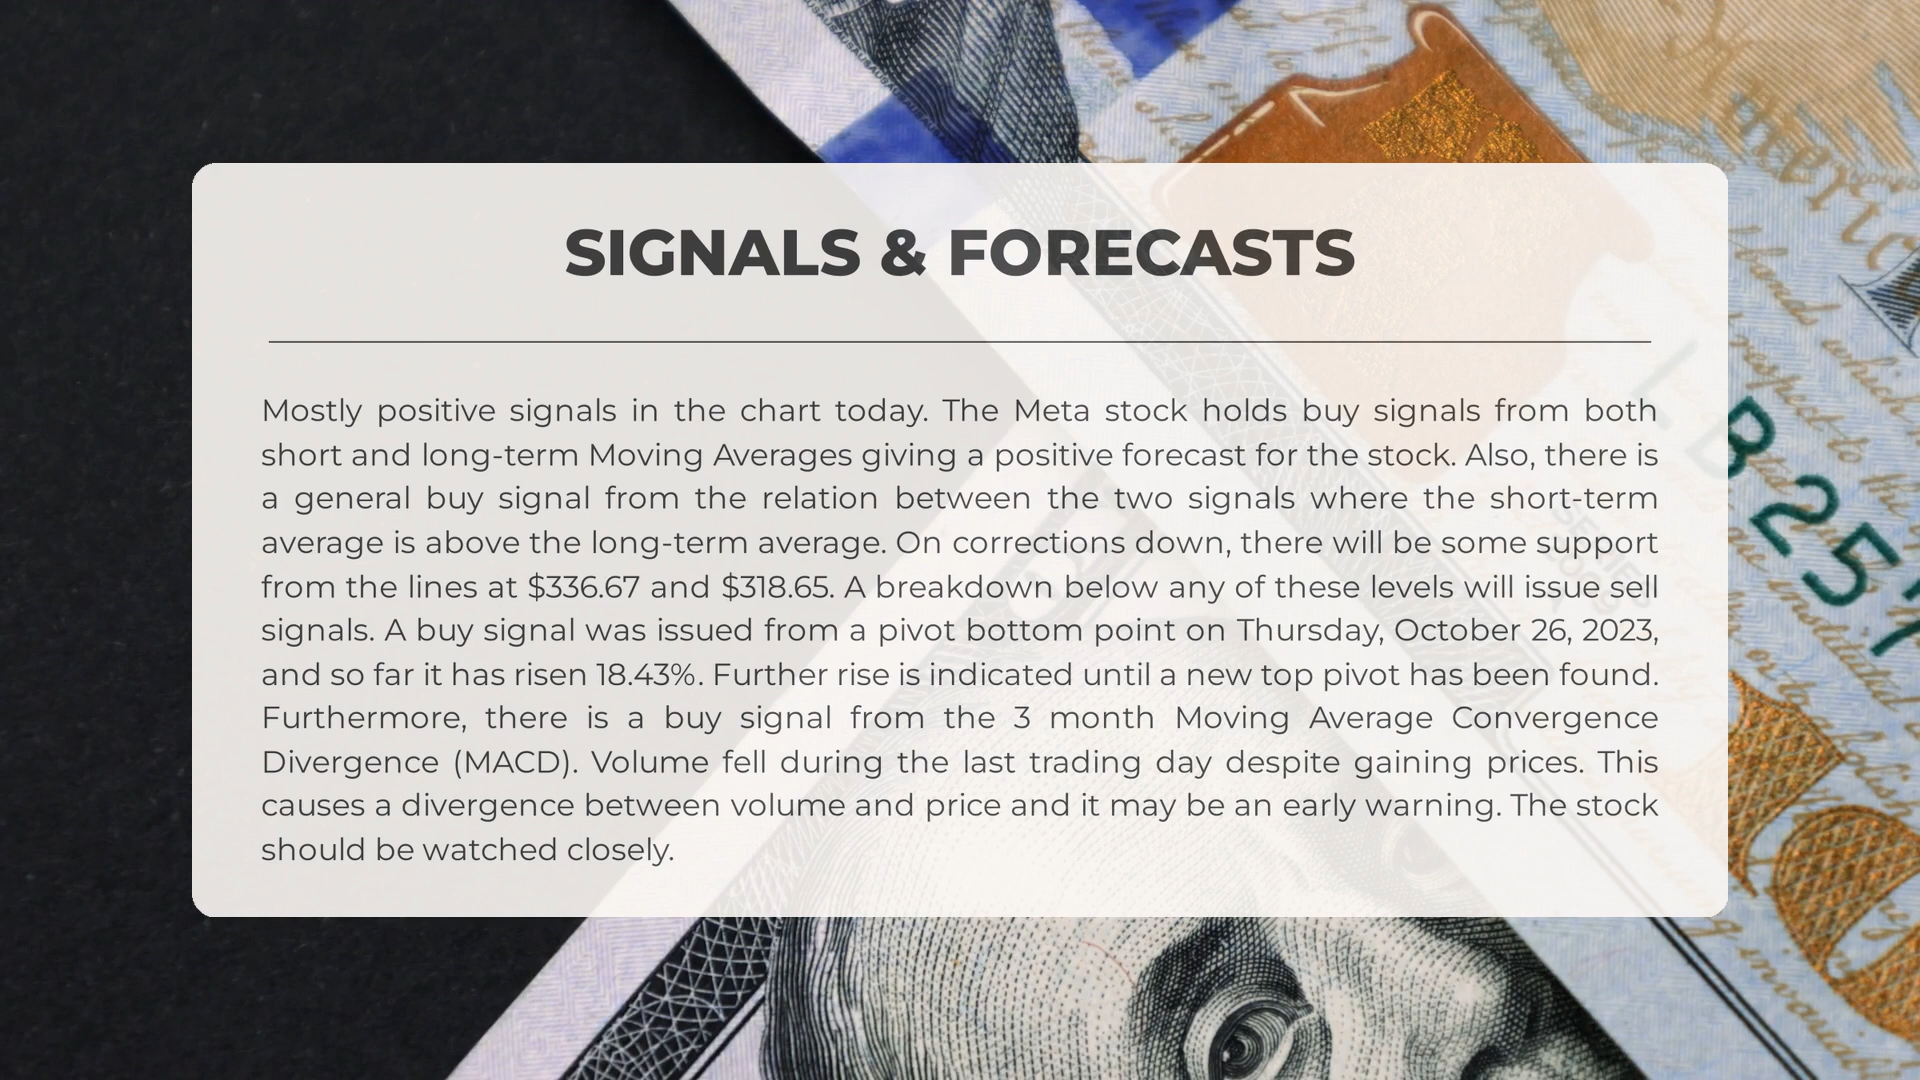 SIGNALS & FORECASTS
Mostly positive signals in the chart today. The Meta stock holds buy signals from both
short and long-term Moving Averages giving a positive forecast for the stock. Also, there is
a general buy signal from the relation between the two signals where the short-term
average is above the long-term average. On corrections down, there will be some support
from the lines at $336.67 and $318.65. A breakdown below any of these levels will issue sell
signals. A buy signal was issued from a pivot bottom point on Thursday, October 26, 2023,
and so far it has risen 18.43%. Further rise is indicated until a new top pivot has been found.
Furthermore, there is a buy signal from the 3 month Moving Average Convergence
Divergence (MACD). Volume fell during the last trading day despite gaining prices. This
causes a divergence between volume and price and it may be an early warning. The stock
should be watched closely.